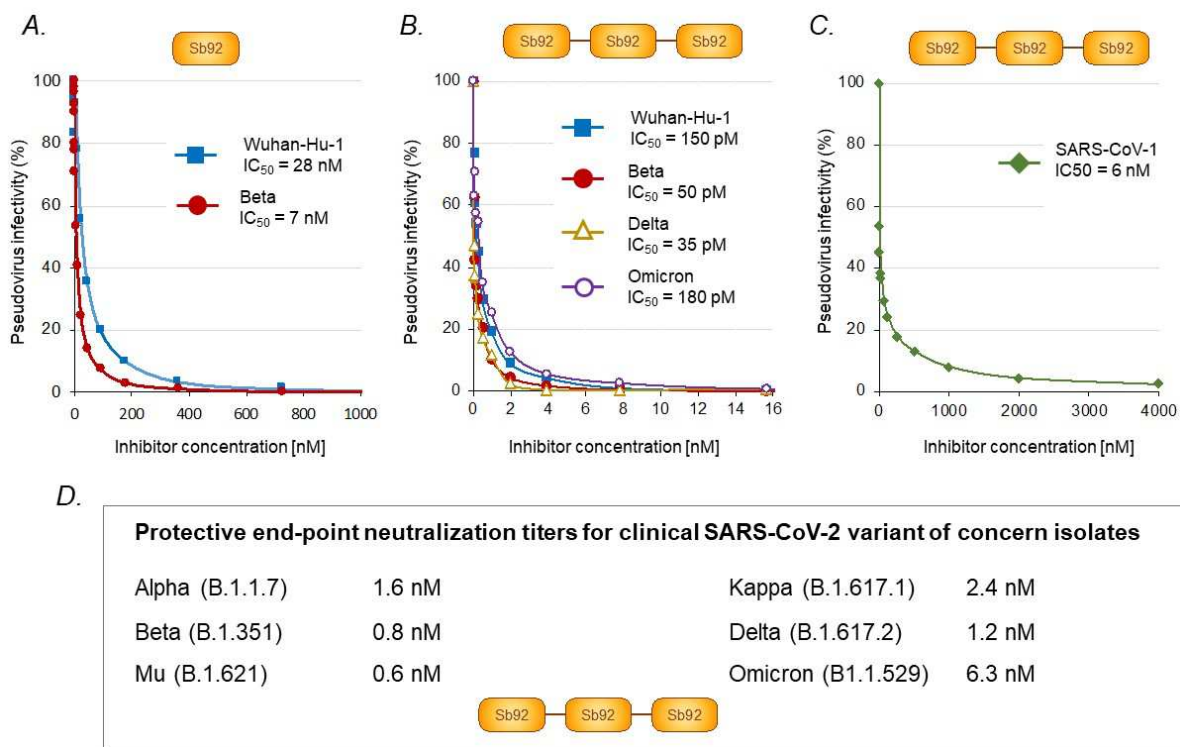 A.
Sb92
Pseudovirus infectivity (%)
100
80
60
40
20
0
Wuhan-Hu-1
IC50 = 28 nM
Beta
IC50 = 7 nM
0 200 400 600 800 1000
Inhibitor concentration [nM]
B.
Sb92 Sb92 Sb92
Pseudovirus infectivity (%)
100
80
60
40
20
0
Wuhan-Hu-1
IC50 = 150 pM
Beta
IC50 = 50 pM
Delta
IC50 = 35 pM
Omicron
IC50 = 180 pM
0 2 4 6 8 10 12 14 16
Inhibitor concentration [nM]
C.
Sb92 Sb92 Sb92
Pseudovirus infectivity (%)
100
80
60
40
20
0
SARS-CoV-1
IC50 = 6 nM
0 1000 2000 3000 4000
Inhibitor concentration [nM]
D.
Protective end-point neutralization titers for clinical SARS-CoV-2 variant of concern isolates
Alpha (B.1.1.7) 1.6 nM
Beta (B.1.351) 0.8 nM
Mu (B.1.621) 0.6 nM
Kappa (B.1.617.1) 2.4 nM
Delta (B.1.617.2) 1.2 nM
Omicron (B1.1.529) 6.3 nM
Sb92 Sb92 Sb92